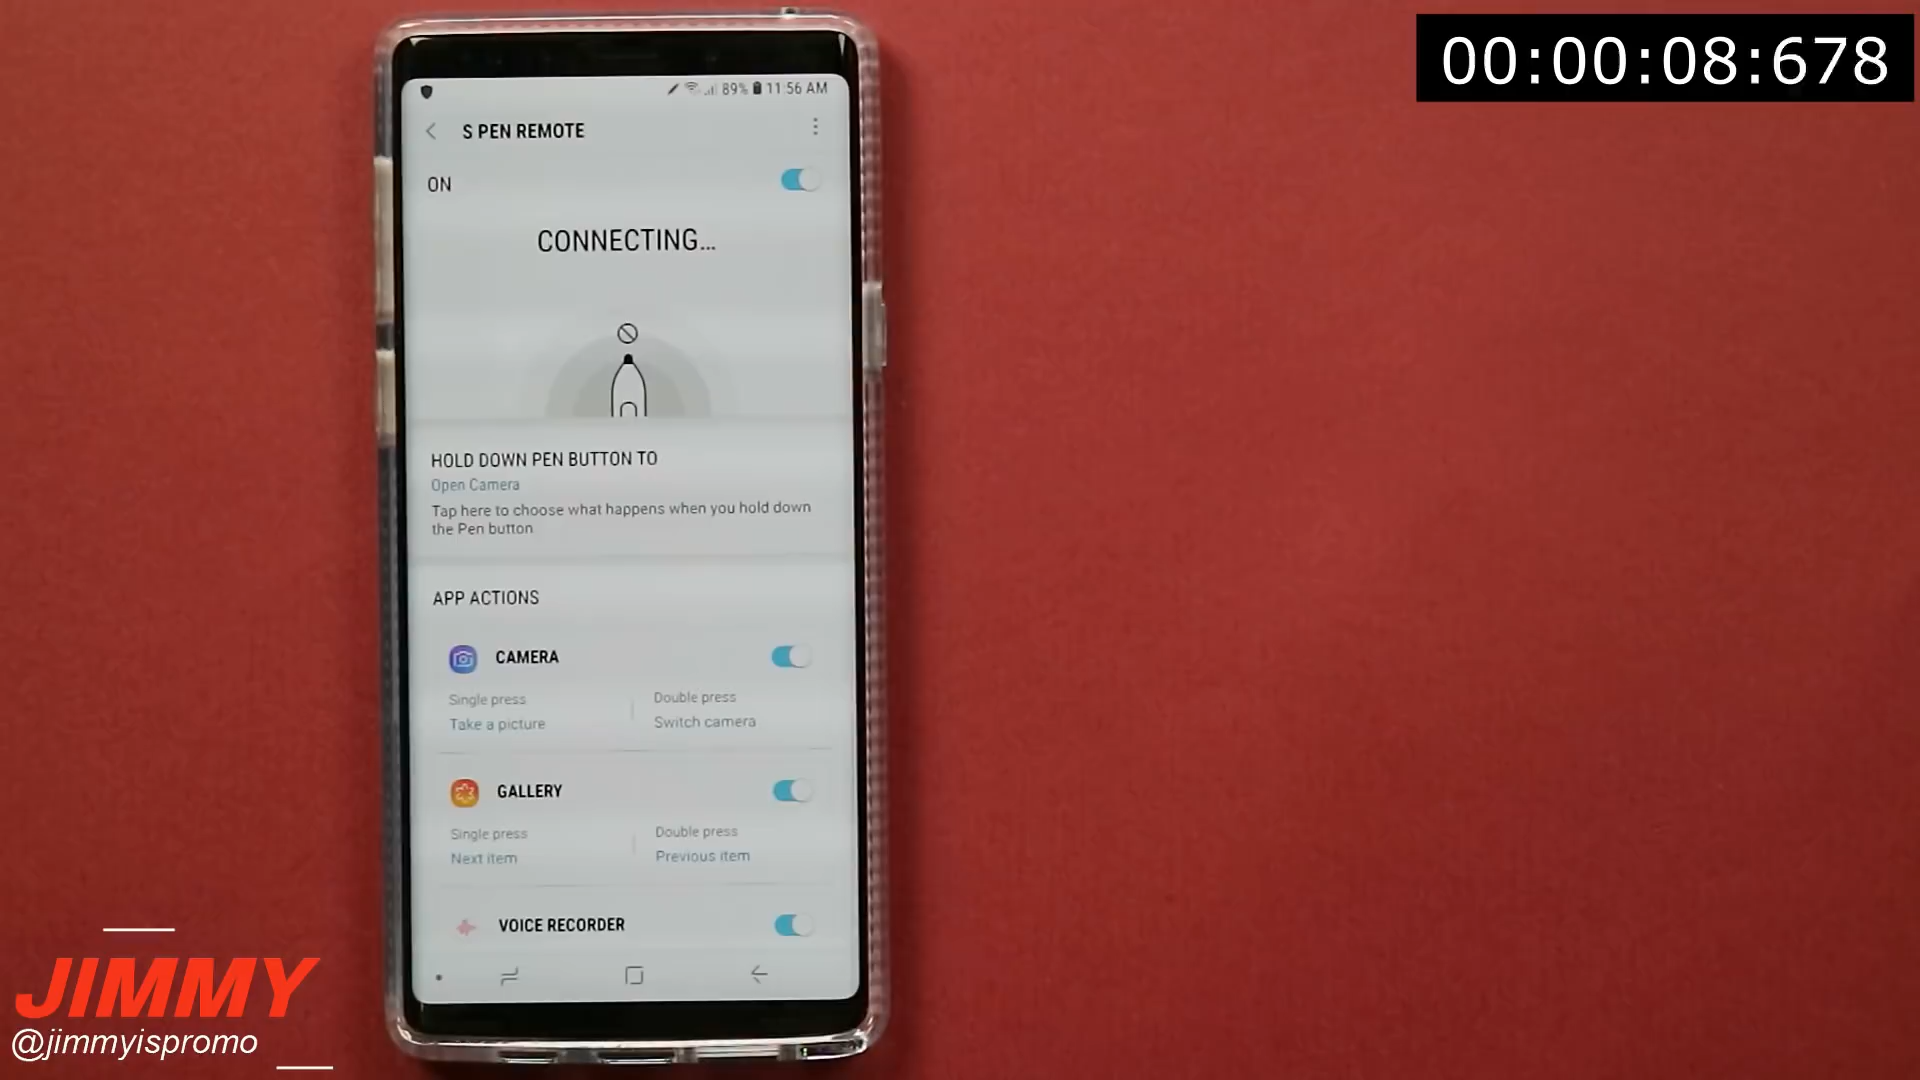 00:00:08:678
89% 11:56 AM
S PEN REMOTE
ON
CONNECTING...
HOLD DOWN PEN BUTTON TO
Open Camera
Tap here to choose what happens when you hold down
the Pen button
APP ACTIONS
CAMERA
Single press Double press
Take a picture Switch camera
GALLERY
Single press Double press
Next item Previous item
VOICE RECORDER
JIMMY
@jimmyispromo